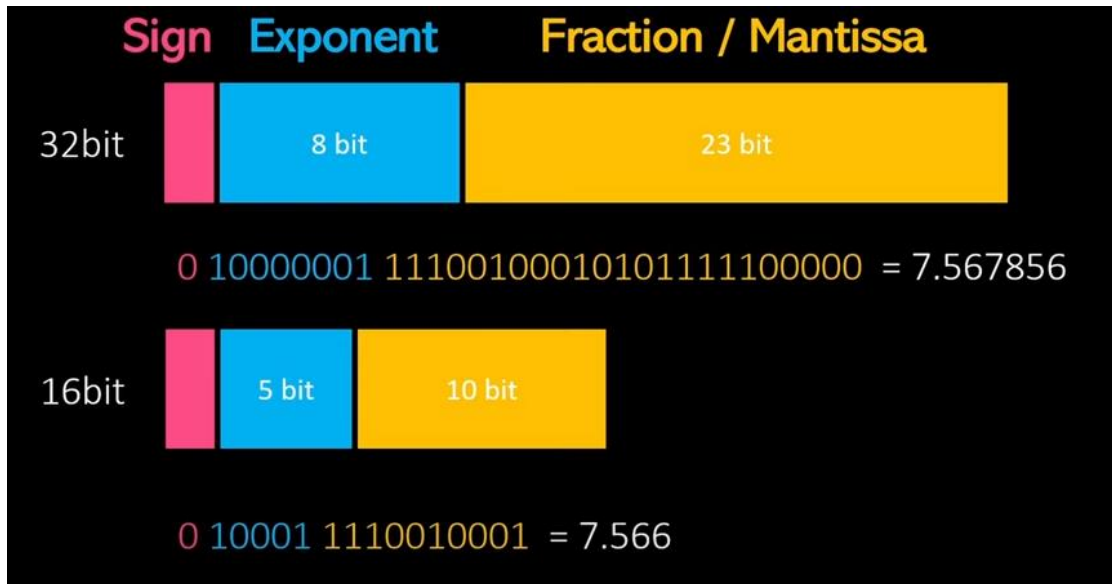 Sign Exponent Fraction / Mantissa
32bit 8 bit 23 bit
0 10000001 11100100010101111100000 = 7.567856
16bit 5 bit 10 bit
0 10001 1110010001 = 7.566